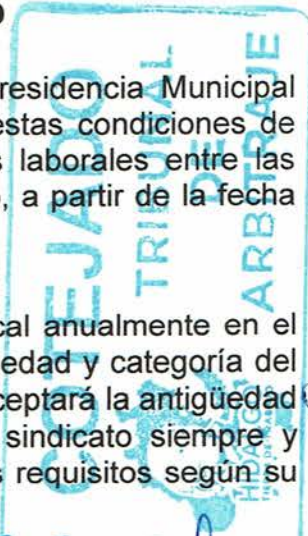 O
residencia Municipal
estas condiciones de
s laborales entre las
o, a partir de la fecha
cal anualmente en el
edad y categoría del
ceptará la antigüedad
sindicato siempre y
s requisitos según su
COTEJADO
TRIBUNAL
DE
ARBITRAJE
HIDALGO